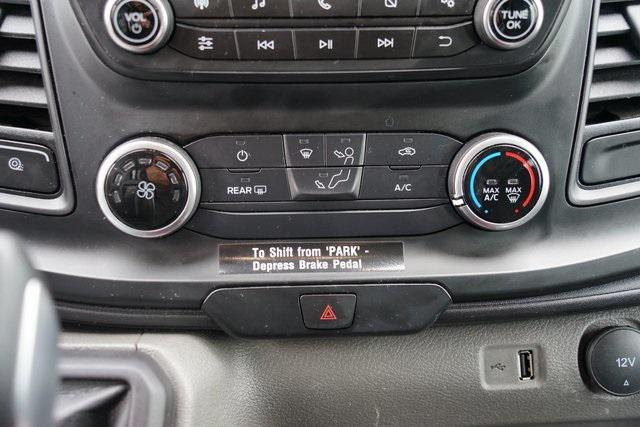 VOL
TUNE
OK
REAR
A/C
MAX
A/C
MAX
To Shift from 'PARK' -
Depress Brake Pedal
12V